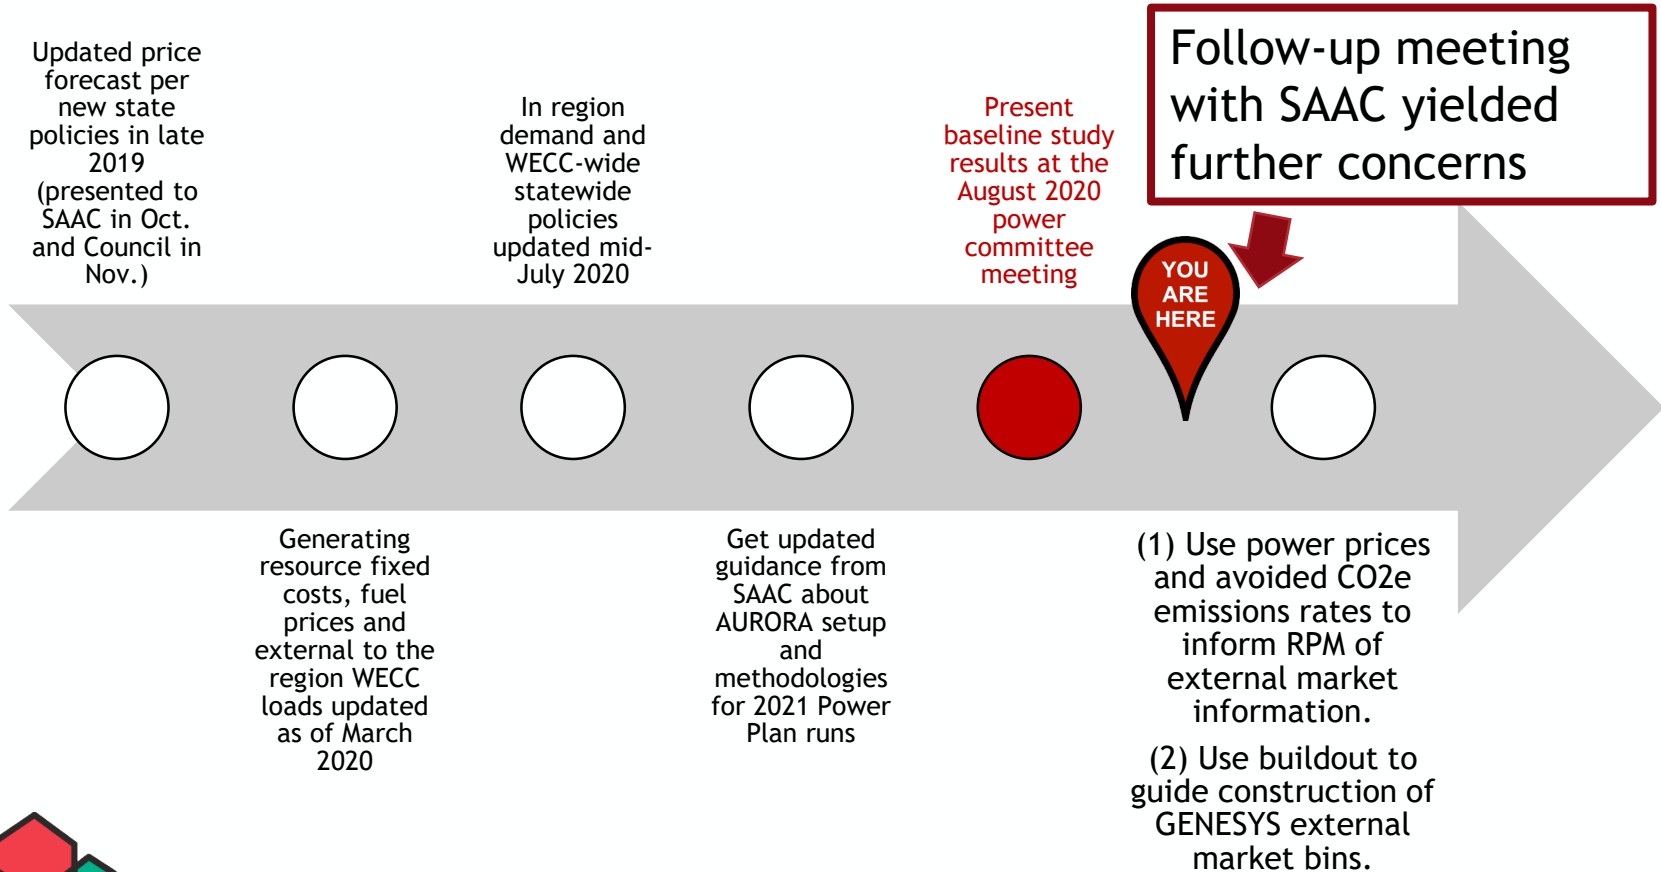 Updated price
forecast per
new state
policies in late
2019
(presented to
SAAC in Oct.
and Council in
Nov.)
Generating
resource fixed
costs, fuel
prices and
external to the
region WECC
loads updated
as of March
2020
In region
demand and
WECC-wide
statewide
policies
updated mid-
July 2020
Get updated
guidance from
SAAC about
AURORA setup
and
methodologies
for 2021 Power
Plan runs
Present
baseline study
results at the
August 2020
power
committee
meeting
Follow-up meeting
with SAAC yielded
further concerns
YOU
ARE
HERE
(1) Use power prices
and avoided CO2e
emissions rates to
inform RPM of
external market
information.
(2) Use buildout to
guide construction of
GENESYS external
market bins.